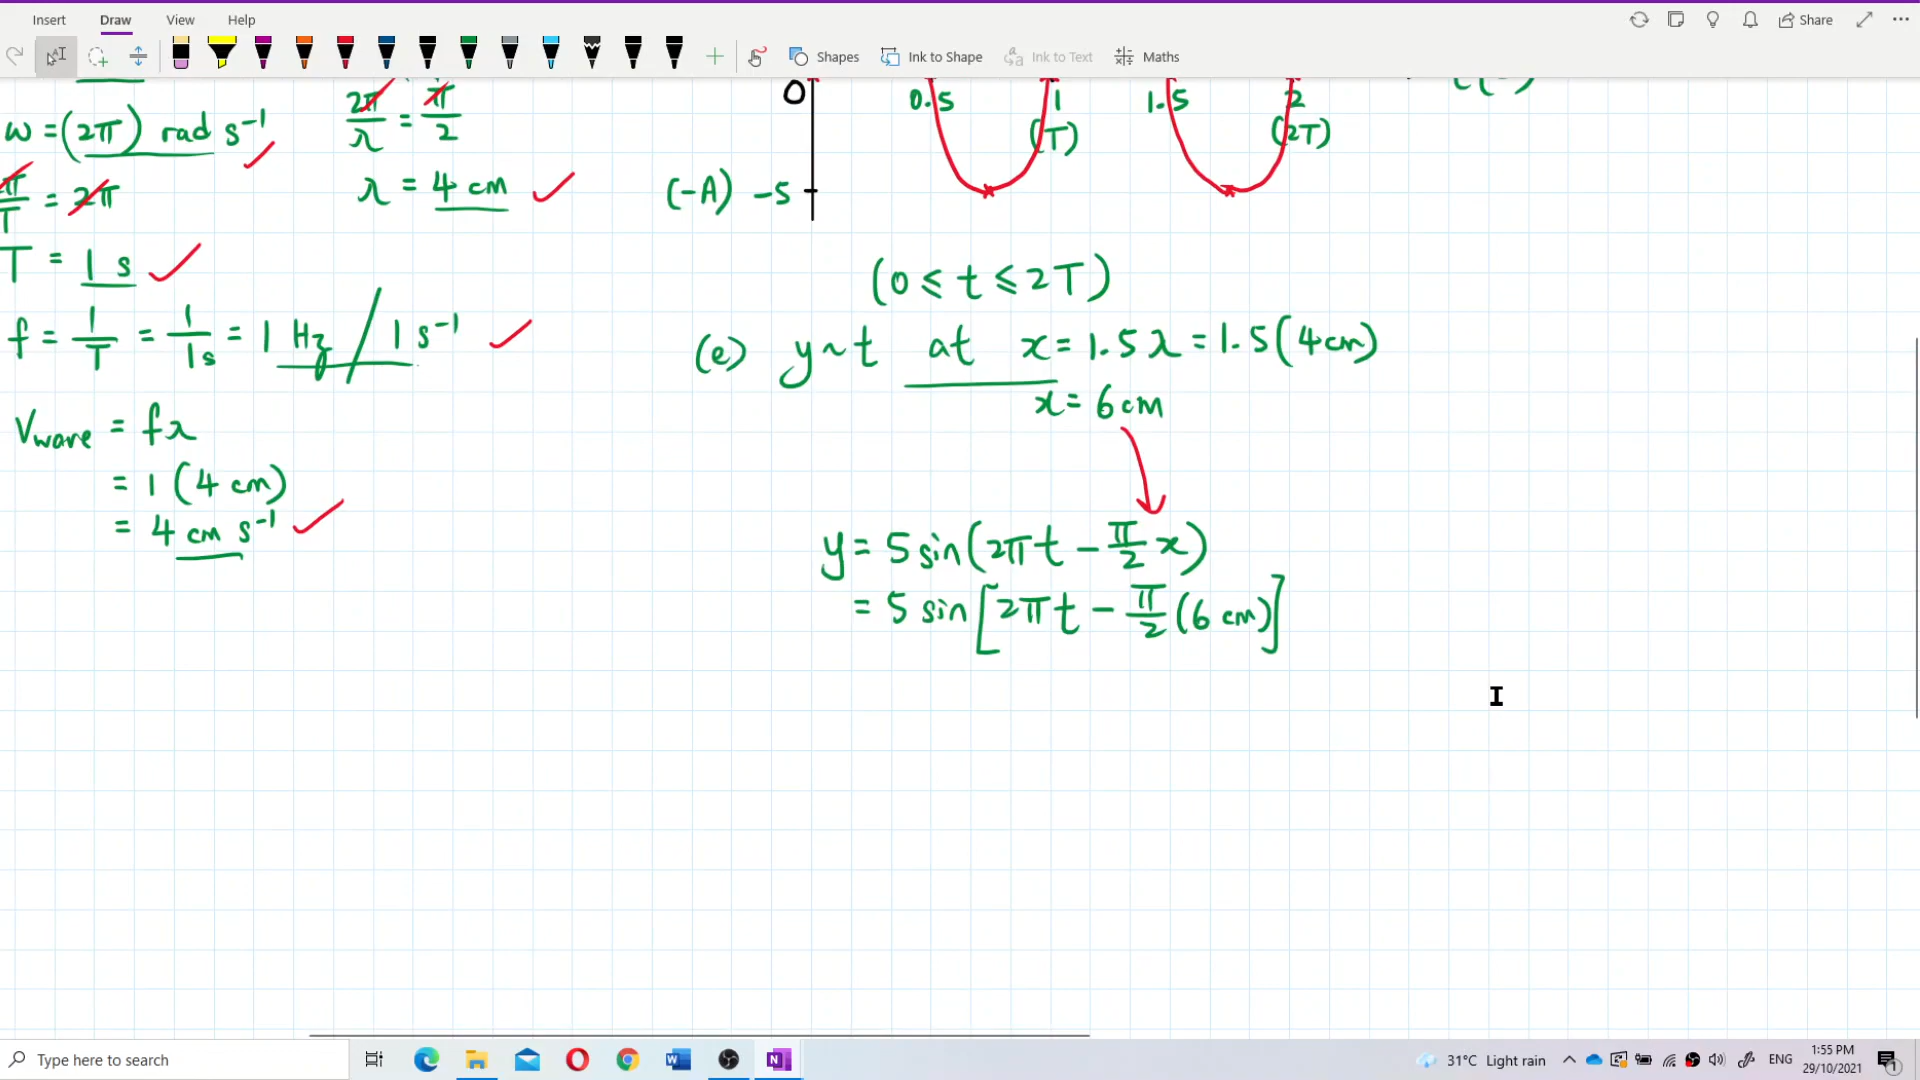 Insert Draw View Help Share
Shapes Ink to Shape Ink to Text Maths
ω = (2π) rad s⁻¹
π/T = 2π
T = 1 s
f = 1/T = 1/1s = 1 Hz / 1 s⁻¹
Vwave = fλ
= 1 (4 cm)
= 4 cm s⁻¹
2π/λ = π/2
λ = 4 cm
0 0.5 1 1.5 2
(T) (2T)
(-A) -5
(0 ≤ t ≤ 2T)
(e) y ~ t at x = 1.5λ = 1.5(4cm)
x = 6cm
y = 5 sin(2πt - π/2 x)
= 5 sin[2πt - π/2 (6 cm)]
Type here to search
31°C Light rain ENG 1:55 PM
29/10/2021